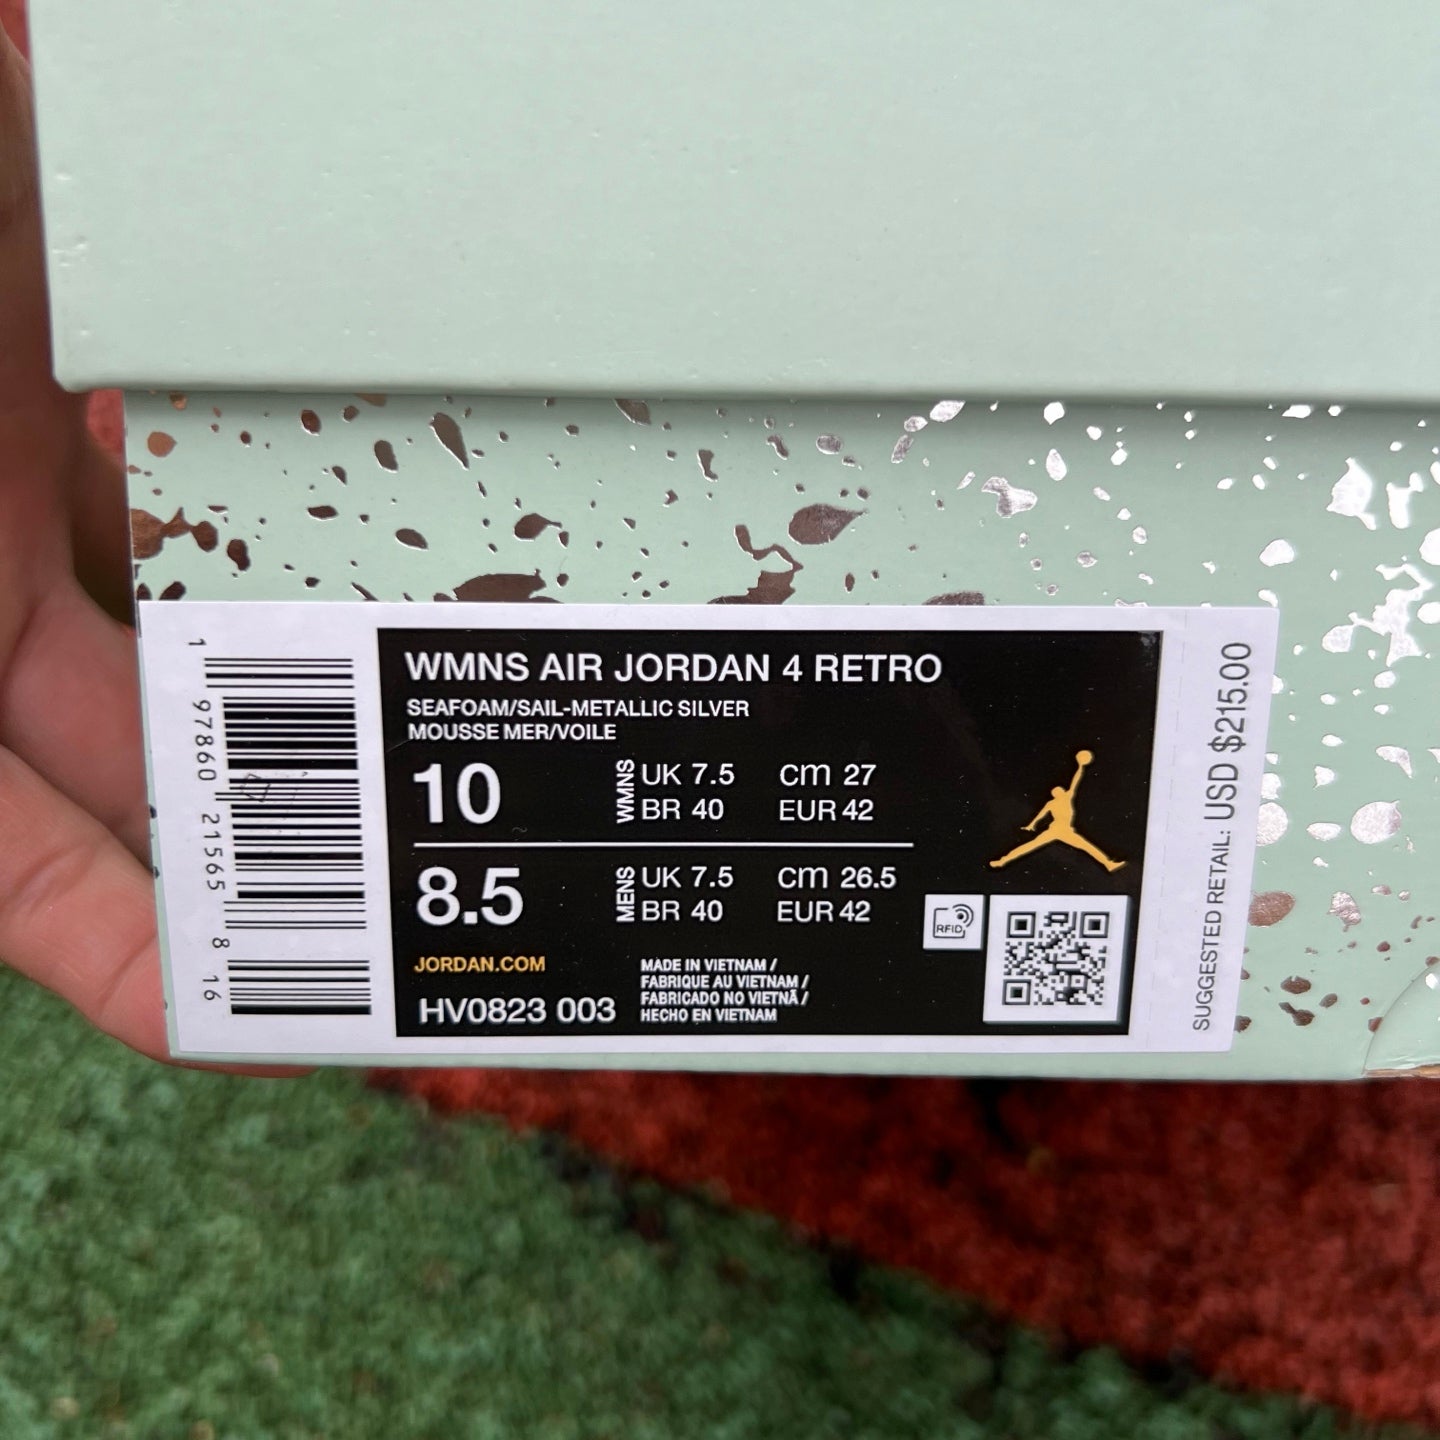 1 97860 21565 8 16
WMNS AIR JORDAN 4 RETRO
SEAFOAM/SAIL-METALLIC SILVER
MOUSSE MER/VOILE
10 WMNS UK 7.5 cm 27
BR 40 EUR 42
8.5 MENS UK 7.5 cm 26.5
BR 40 EUR 42
JORDAN.COM
HV0823 003
MADE IN VIETNAM /
FABRIQUE AU VIETNAM /
FABRICADO NO VIETNÃ /
HECHO EN VIETNAM
RFID
SUGGESTED RETAIL: USD $215.00